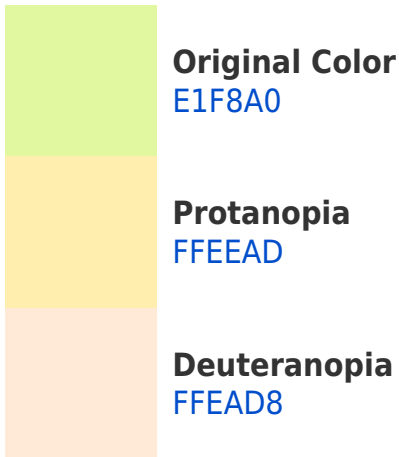 Original Color
E1F8A0
Protanopia
FFEEAD
Deuteranopia
FFEAD8